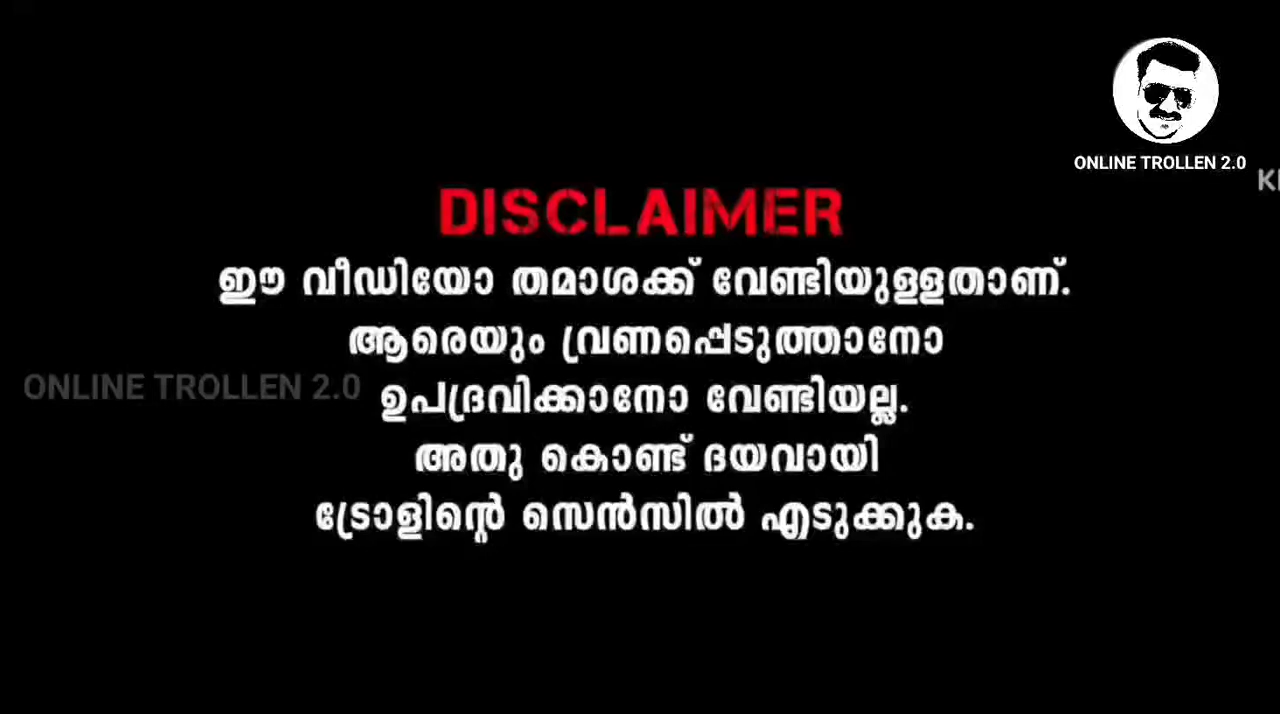 ONLINE TROLLEN 2.0
DISCLAIMER
ഈ വീഡിയോ തമാശക്ക് വേണ്ടിയുള്ളതാണ്.
ആരെയും വ്രണപ്പെടുത്താനോ
ONLINE TROLLEN 2.0
ഉപദ്രവിക്കാനോ വേണ്ടിയല്ല.
അതു കൊണ്ട് ദയവായി
ട്രോളിന്റെ സെൻസിൽ എടുക്കുക.